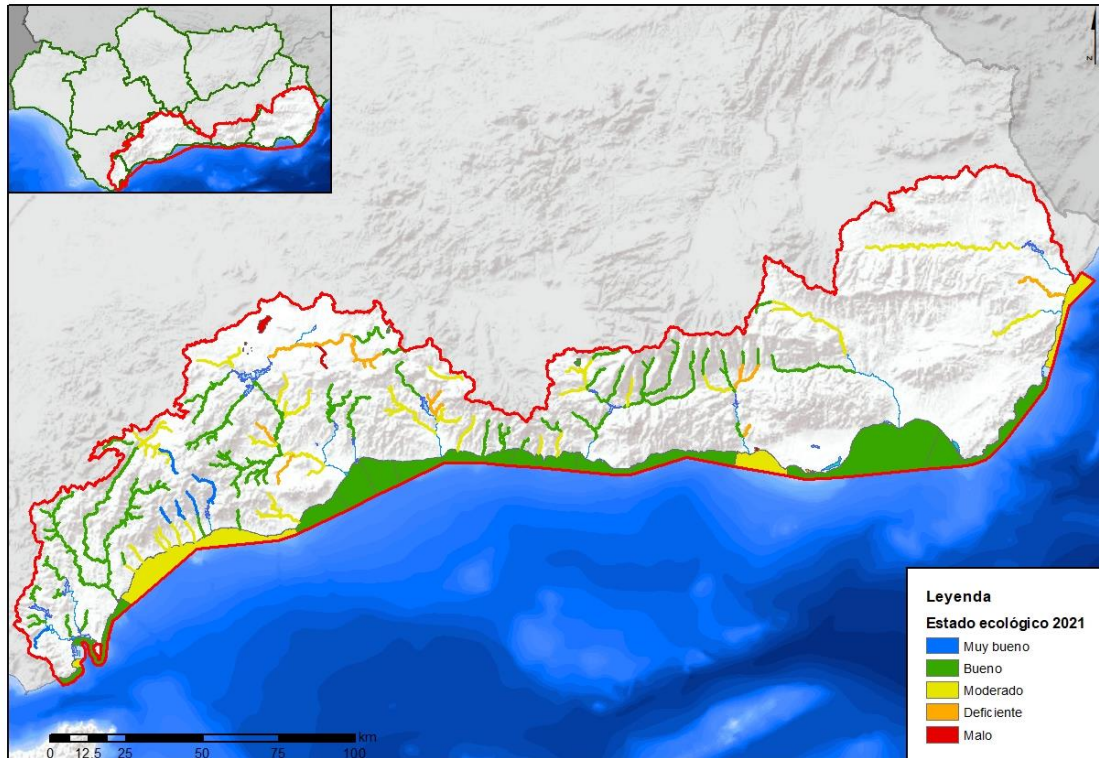 N
Leyenda
Estado ecológico 2021
Muy bueno
Bueno
Moderado
Deficiente
Malo
km
0 12.5 25 50 75 100